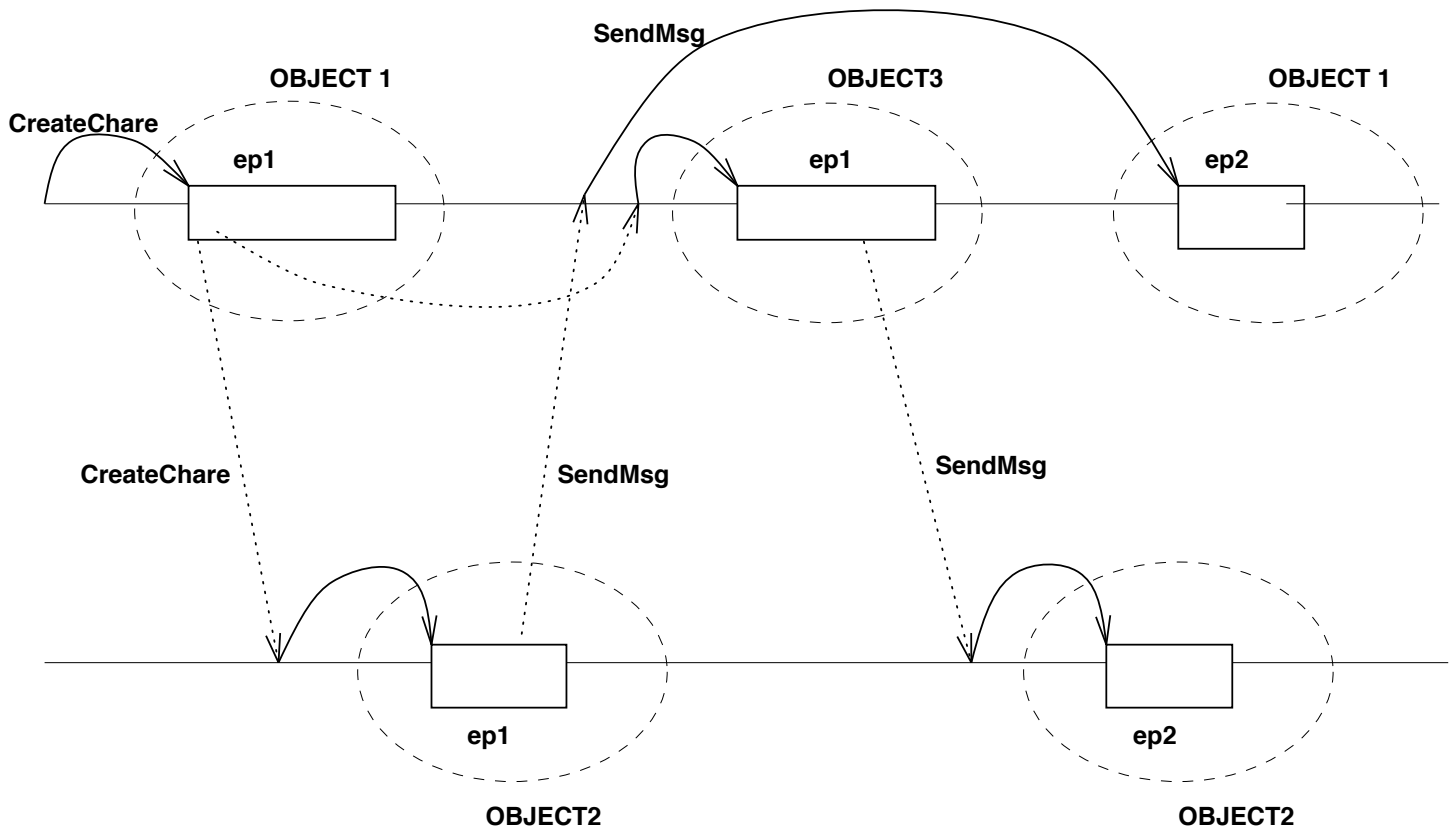 SendMsg
OBJECT 1
OBJECT3
OBJECT 1
CreateChare
ep1
ep1
ep2
CreateChare
SendMsg
SendMsg
ep1
ep2
OBJECT2
OBJECT2